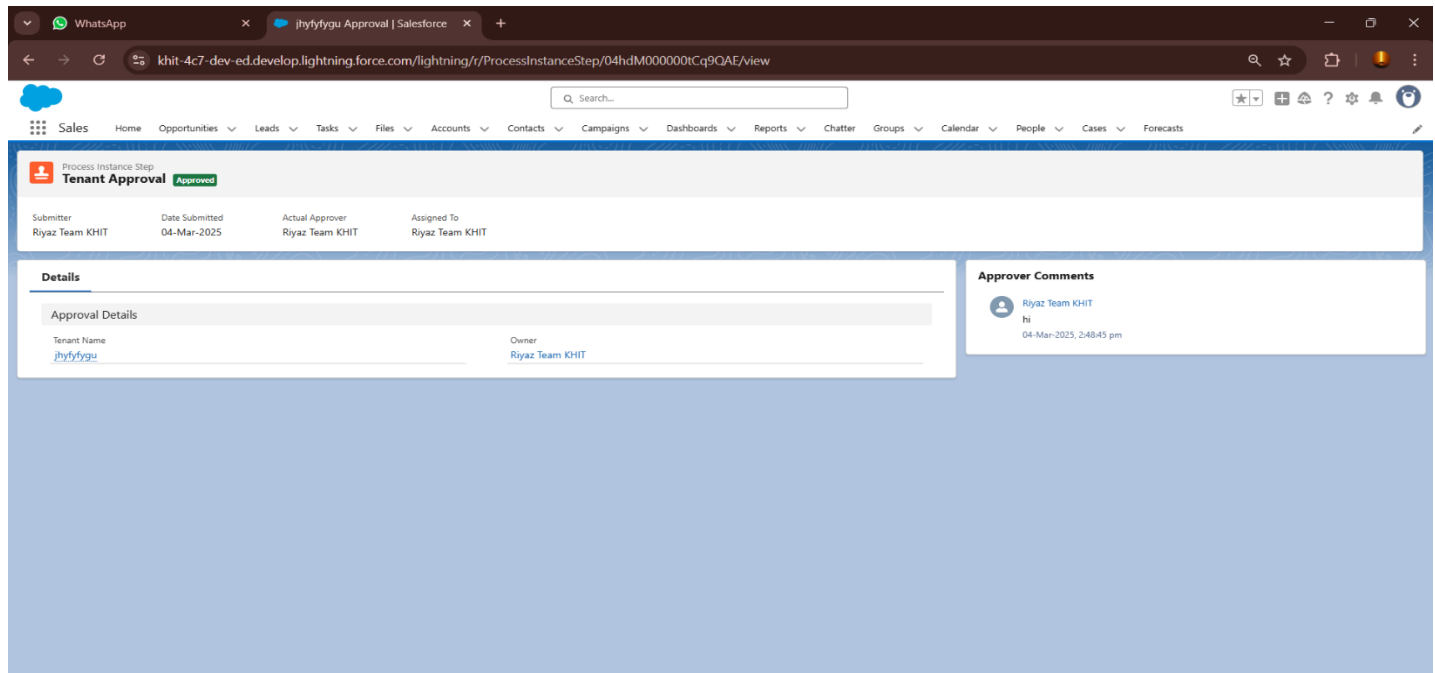 WhatsApp
jhyfyfygu Approval | Salesforce
khit-4c7-dev-ed.develop.lightning.force.com/lightning/r/ProcessInstanceStep/04hdM000000tCq9QAE/view
Search...
Sales Home Opportunities Leads Tasks Files Accounts Contacts Campaigns Dashboards Reports Chatter Groups Calendar People Cases Forecasts
Process Instance Step
Tenant Approval Approved
Submitter Date Submitted Actual Approver Assigned To
Riyaz Team KHIT 04-Mar-2025 Riyaz Team KHIT Riyaz Team KHIT
Details
Approval Details
Tenant Name Owner
jhyfyfygu Riyaz Team KHIT
Approver Comments
Riyaz Team KHIT
hi
04-Mar-2025, 2:48:45 pm